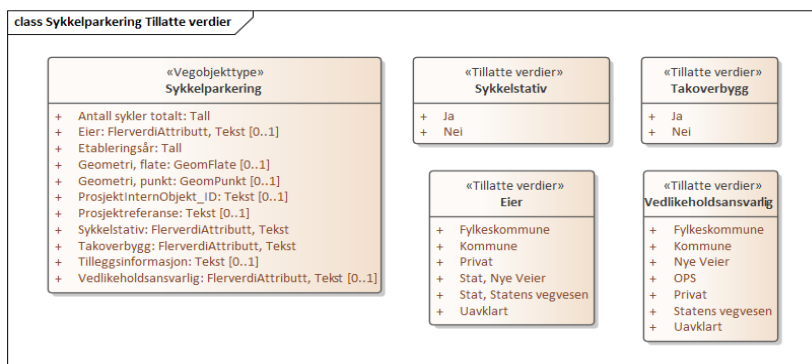 class Sykkelparkering Tillatte verdier
«Vegobjekttype»
Sykkelparkering
+ Antall sykler totalt: Tall
+ Eier: FlerverdiAttributt, Tekst [0..1]
+ Etableringsår: Tall
+ Geometri, flate: GeomFlate [0..1]
+ Geometri, punkt: GeomPunkt [0..1]
+ ProsjektInternObjekt_ID: Tekst [0..1]
+ Prosjektreferanse: Tekst [0..1]
+ Sykkelstativ: FlerverdiAttributt, Tekst
+ Takoverbygg: FlerverdiAttributt, Tekst
+ Tilleggsinformasjon: Tekst [0..1]
+ Vedlikeholdsansvarlig: FlerverdiAttributt, Tekst [0..1]
«Tillatte verdier»
Sykkelstativ
+ Ja
+ Nei
«Tillatte verdier»
Takoverbygg
+ Ja
+ Nei
«Tillatte verdier»
Eier
+ Fylkeskommune
+ Kommune
+ Privat
+ Stat, Nye Veier
+ Stat, Statens vegvesen
+ Uavklart
«Tillatte verdier»
Vedlikeholdsansvarlig
+ Fylkeskommune
+ Kommune
+ Nye Veier
+ OPS
+ Privat
+ Statens vegvesen
+ Uavklart